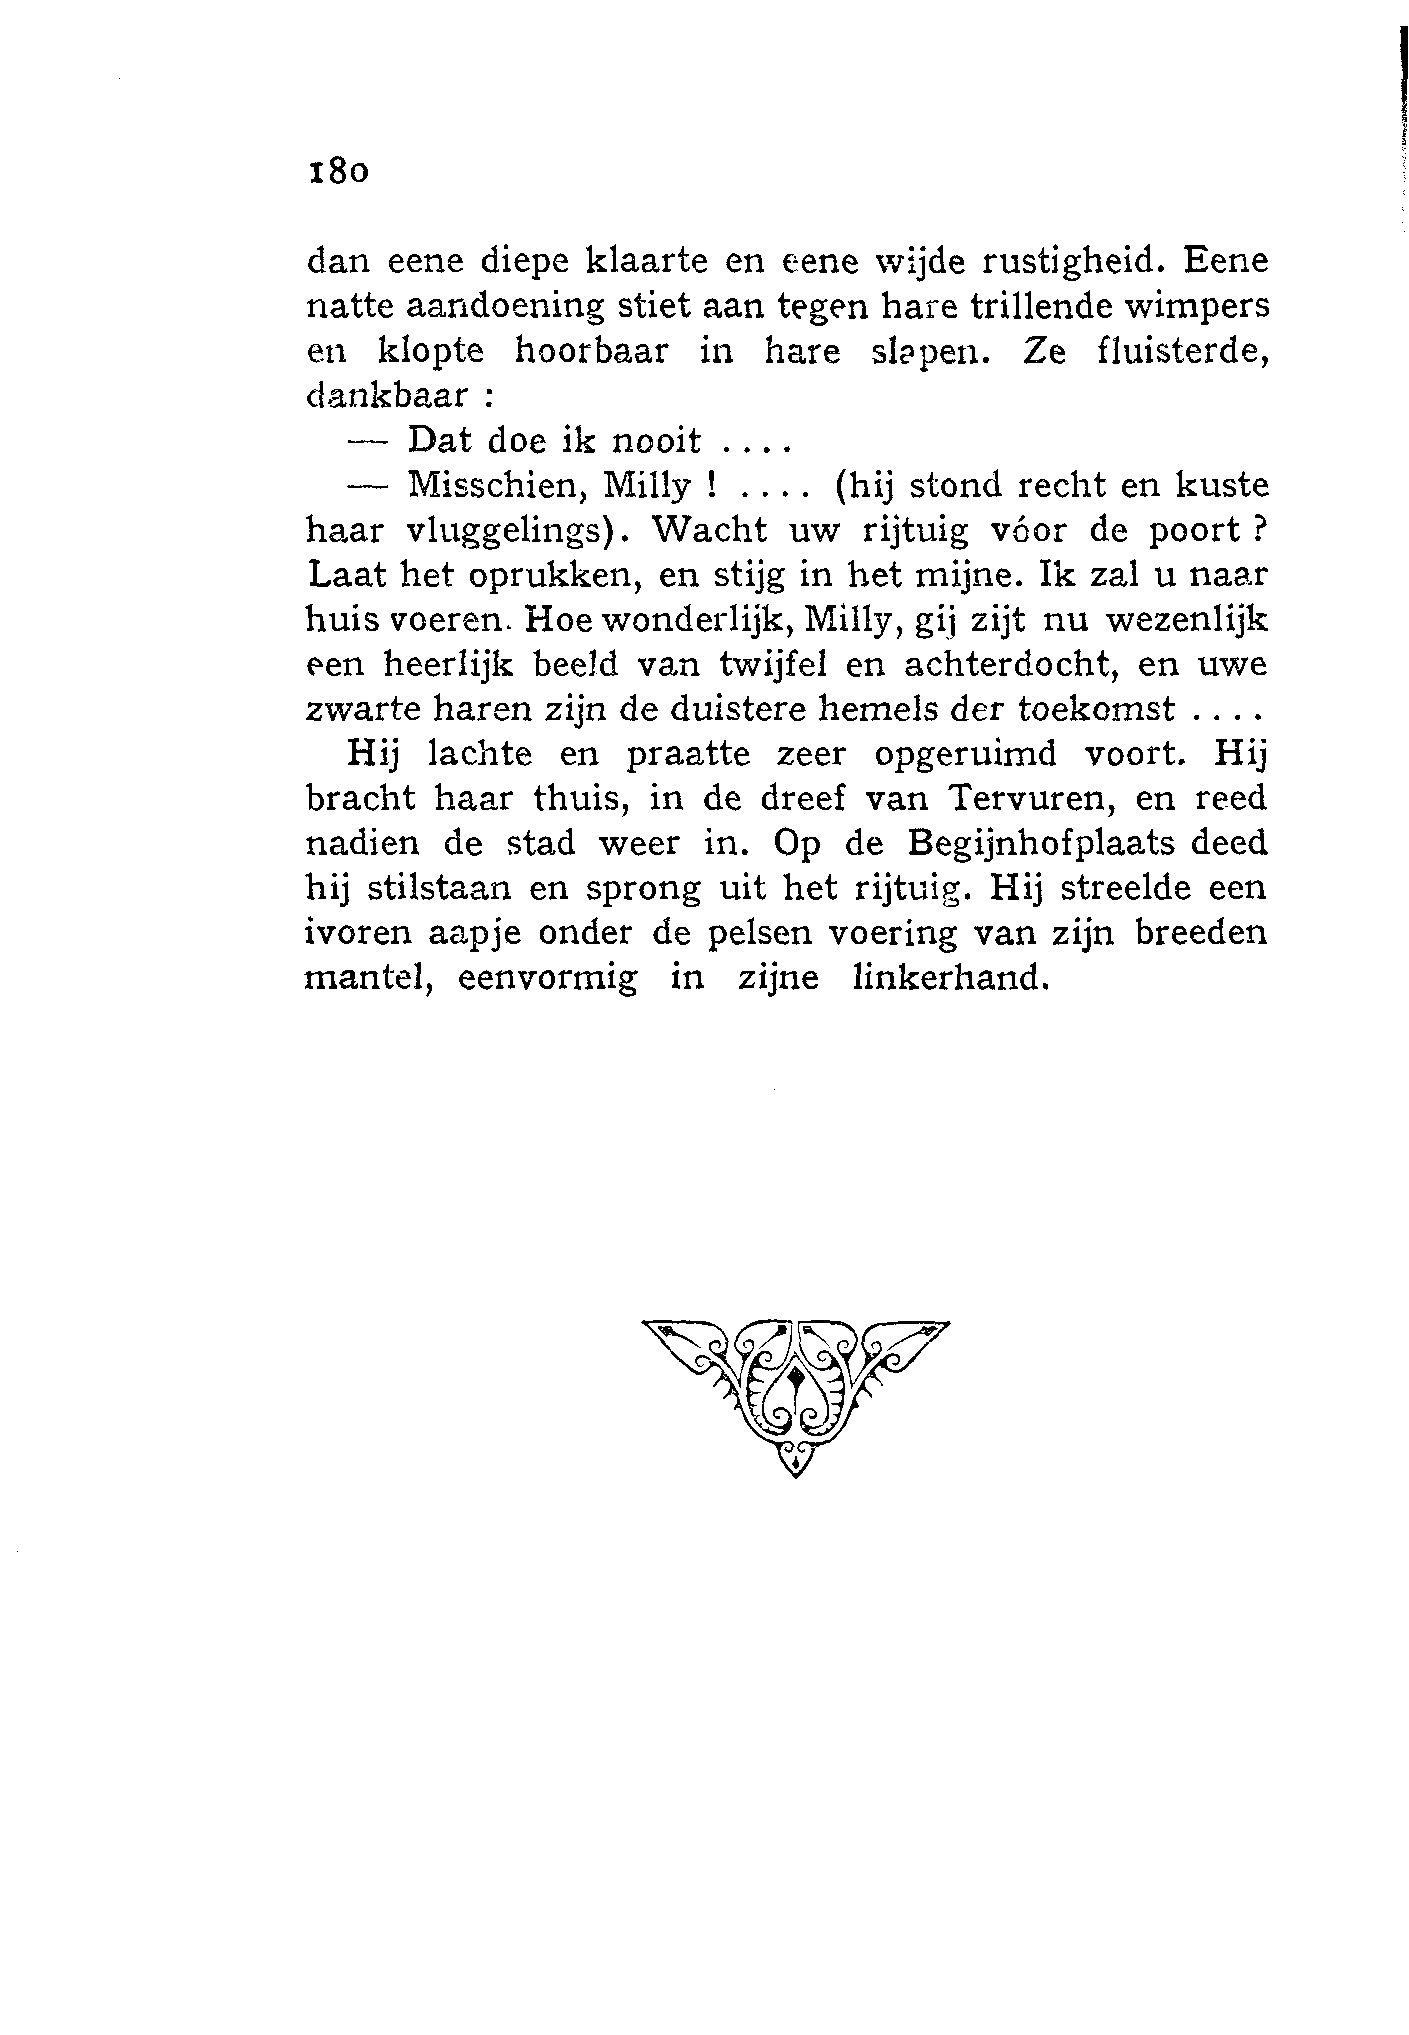 180
dan eene diepe klaarte en eene wijde rustigheid. Eene
natte aandoening stiet aan tegen hare trillende wimpers
en klopte hoorbaar in hare slapen. Ze fluisterde,
dankbaar :
— Dat doe ik nooit ....
— Misschien, Milly ! .... (hij stond recht en kuste
haar vluggelings). Wacht uw rijtuig vóor de poort ?
Laat het oprukken, en stijg in het mijne. Ik zal u naar
huis voeren. Hoe wonderlijk, Milly, gij zijt nu wezenlijk
een heerlijk beeld van twijfel en achterdocht, en uwe
zwarte haren zijn de duistere hemels der toekomst ....
Hij lachte en praatte zeer opgeruimd voort. Hij
bracht haar thuis, in de dreef van Tervuren, en reed
nadien de stad weer in. Op de Begijnhofplaats deed
hij stilstaan en sprong uit het rijtuig. Hij streelde een
ivoren aapje onder de pelsen voering van zijn breeden
mantel, eenvormig in zijne linkerhand.